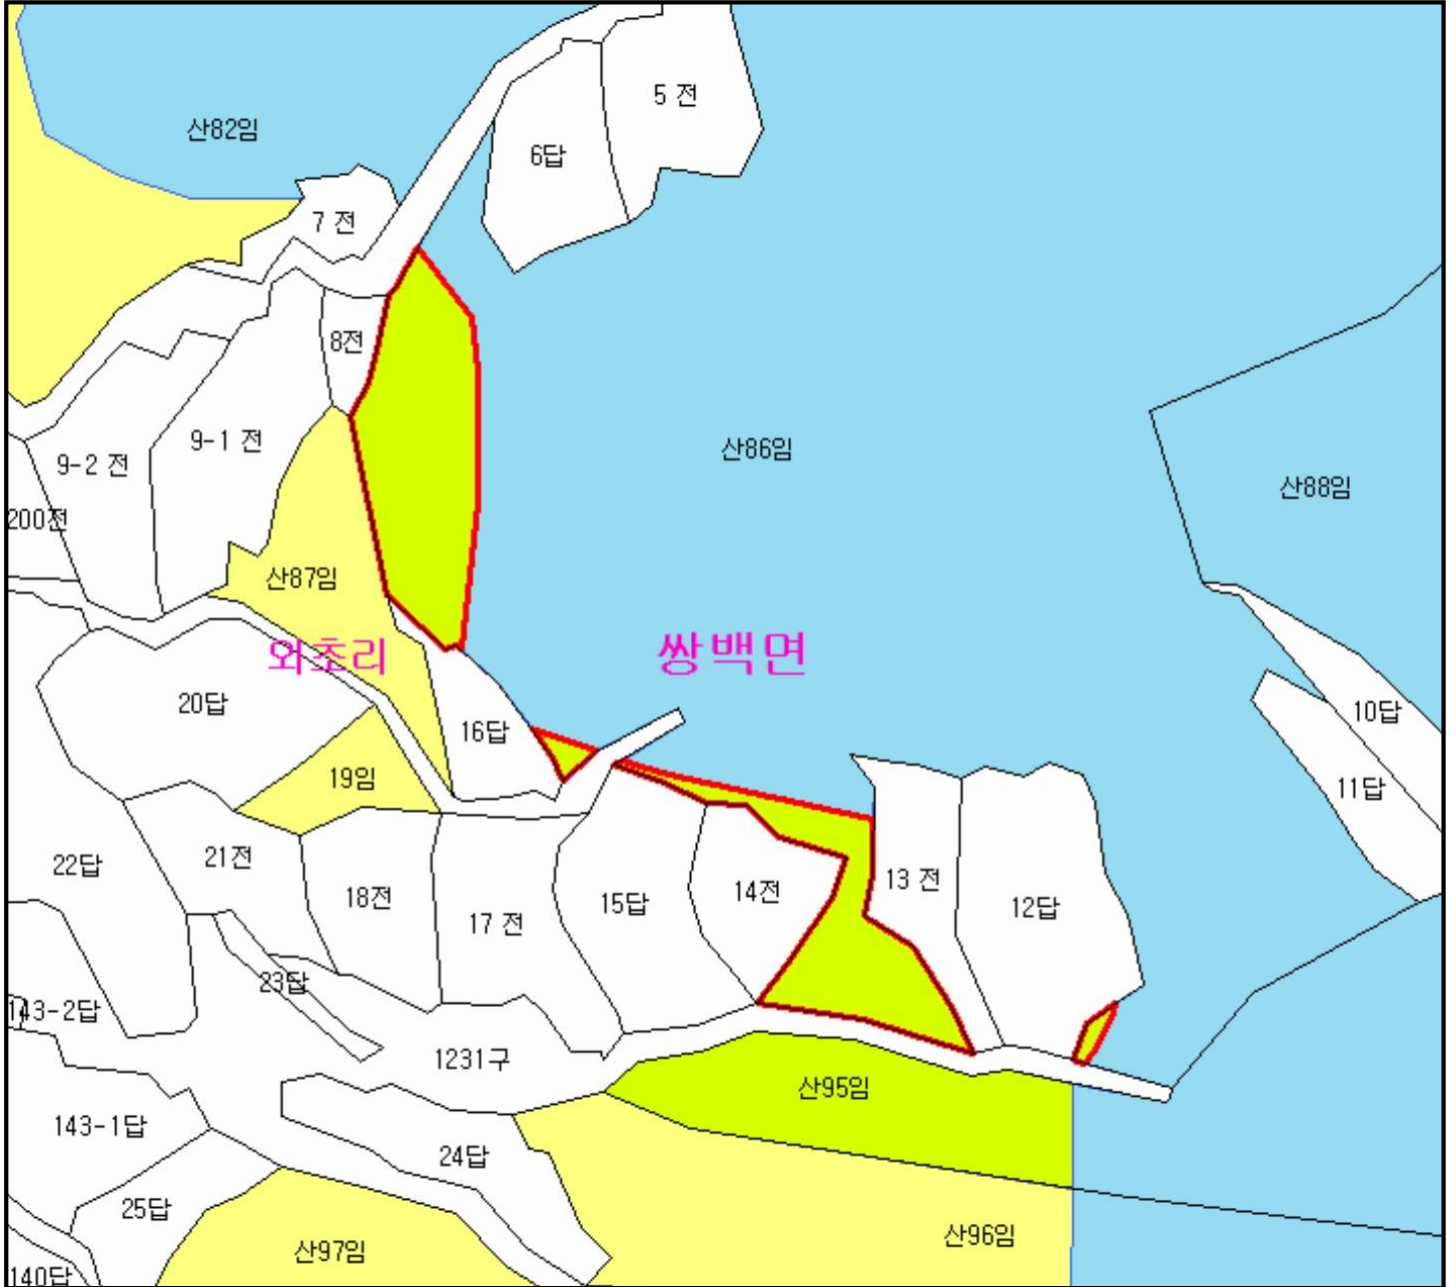 5 전
산82임
6답
7 전
8전
9-1 전
산86임
9-2 전
산88임
200전
산87임
와초리
쌍백면
20답
10답
16답
19임
11답
21전
22답
13 전
14전
18전
15답
12답
17 전
23답
143-2답
1231구
산95임
143-1답
24답
25답
산96임
산97임
140답